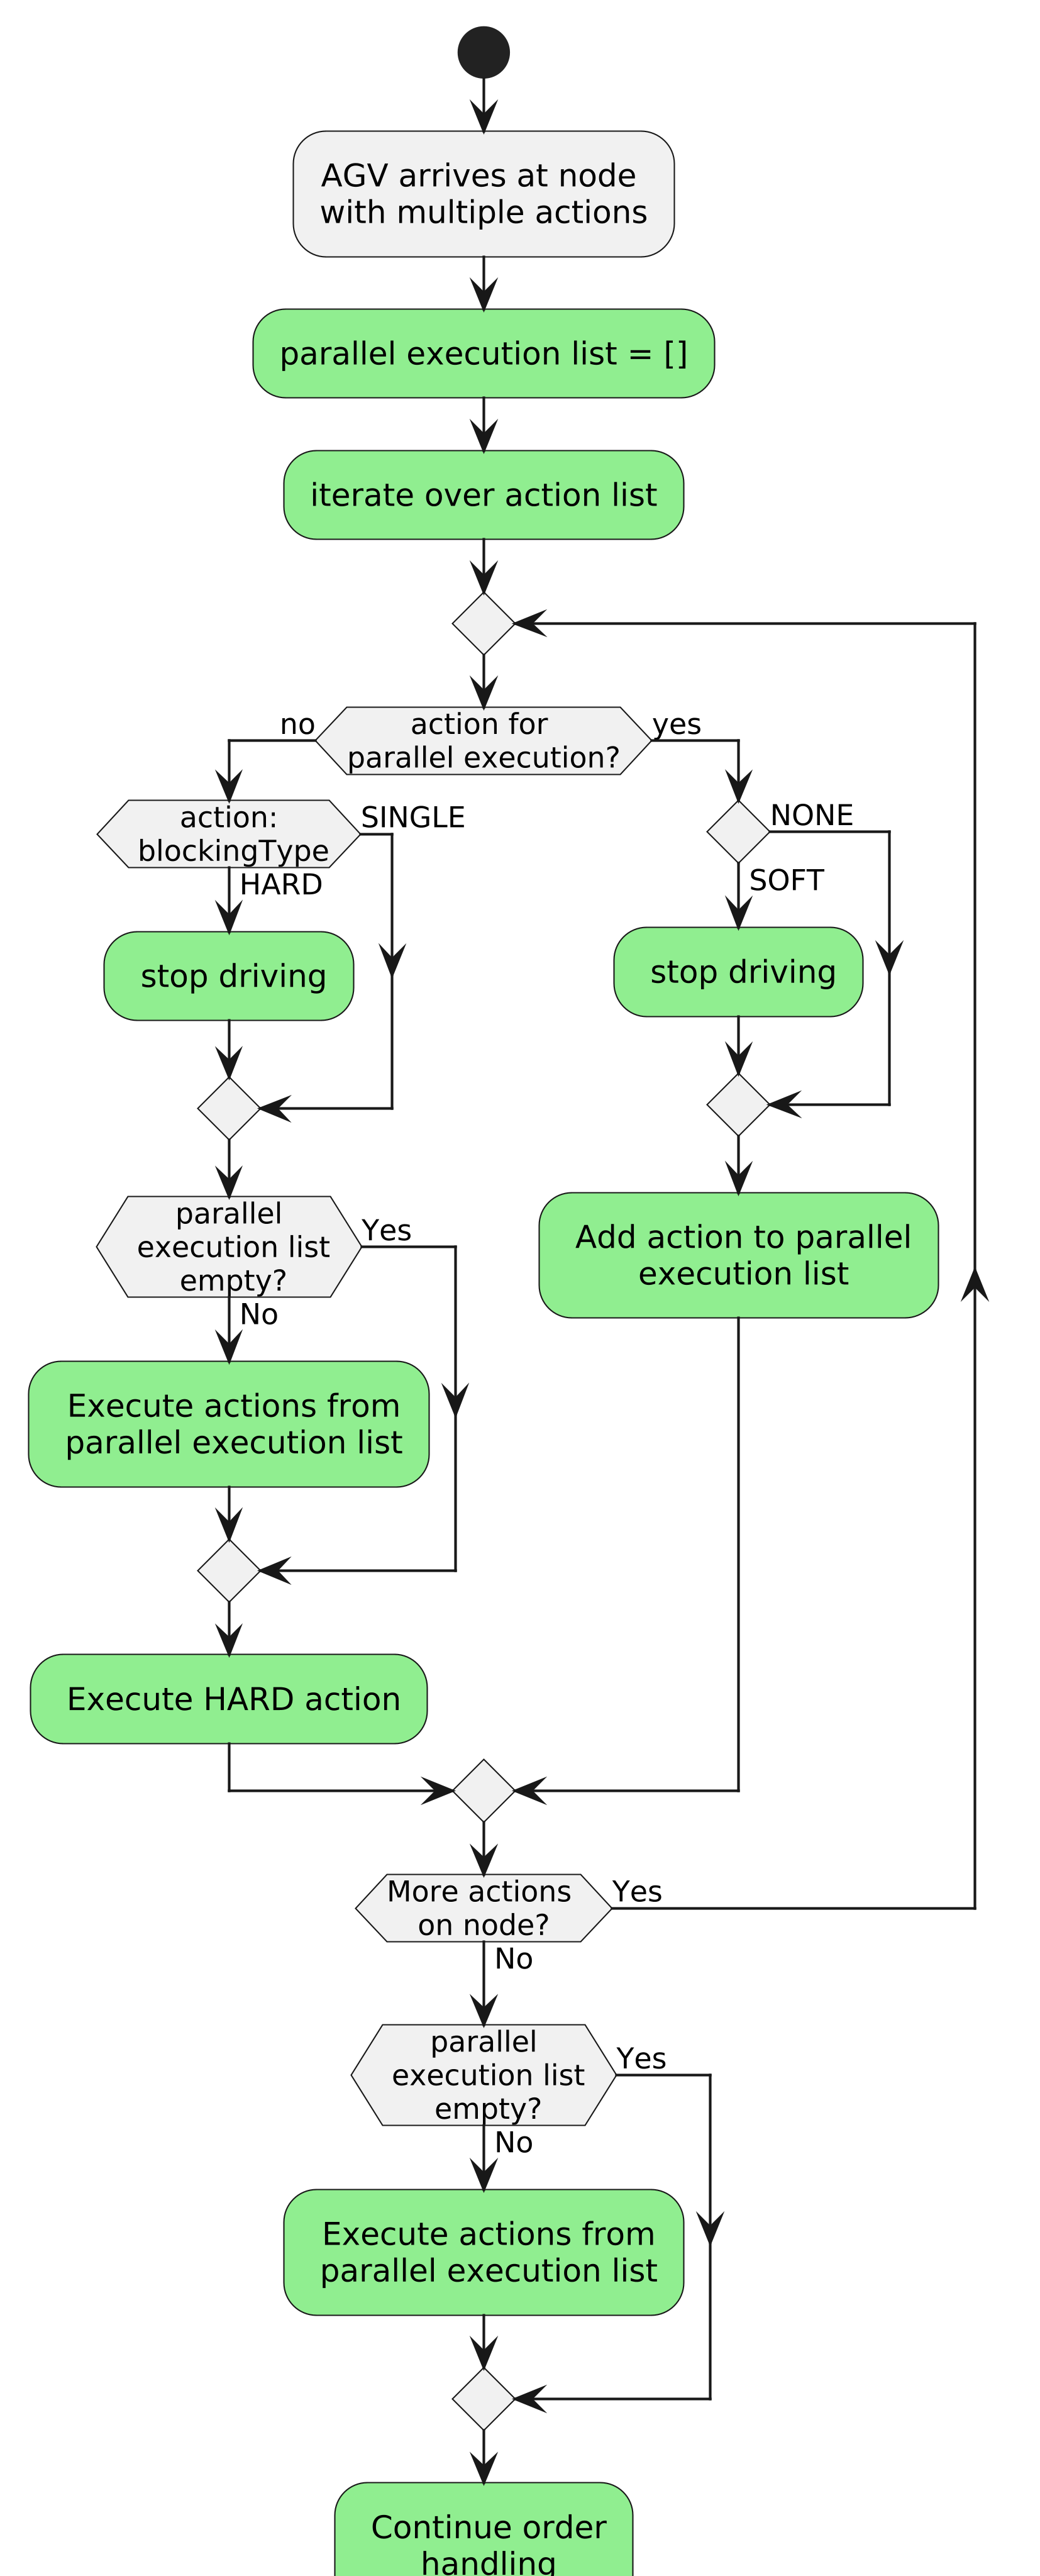 AGV arrives at node
with multiple actions
parallel execution list = []
iterate over action list
action for
parallel execution?
no
yes
action:
blockingType
SINGLE
HARD
stop driving
NONE
SOFT
stop driving
parallel
execution list
empty?
Yes
No
Add action to parallel
execution list
Execute actions from
parallel execution list
Execute HARD action
More actions
on node?
Yes
No
parallel
execution list
empty?
Yes
No
Execute actions from
parallel execution list
Continue order
handling